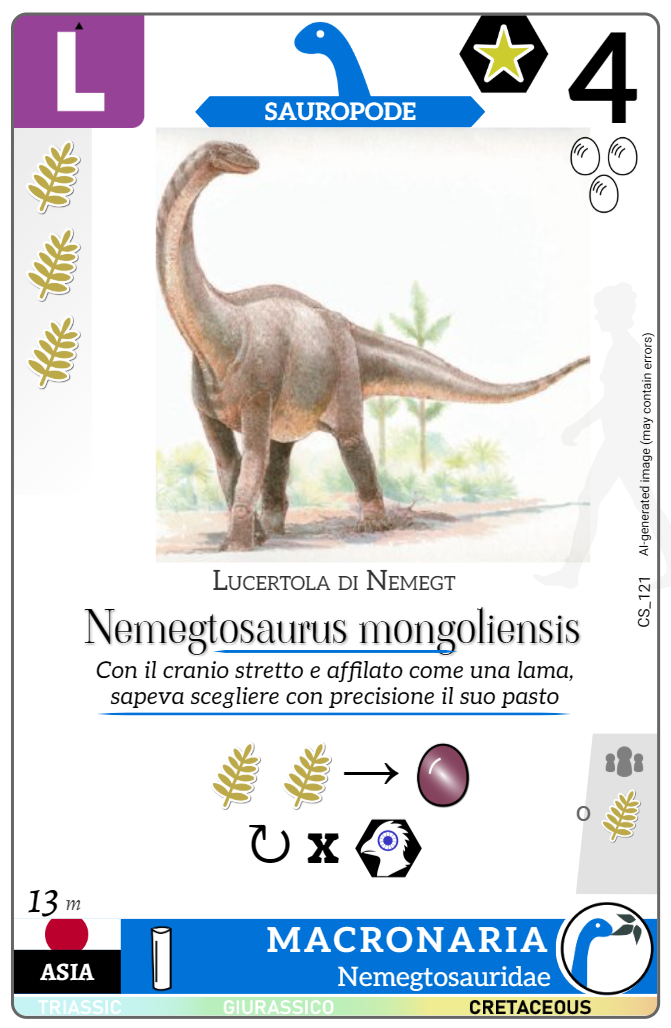 L
SAUROPODE
4
AI-generated image (may contain errors)
CS_121
Lucertola di Nemegt
Nemegtosaurus mongoliensis
Con il cranio stretto e affilato come una lama,
sapeva scegliere con precisione il suo pasto
o
x
13 m
ASIA
MACRONARIA
Nemegtosauridae
TRIASSIC GIURASSICO CRETACEOUS